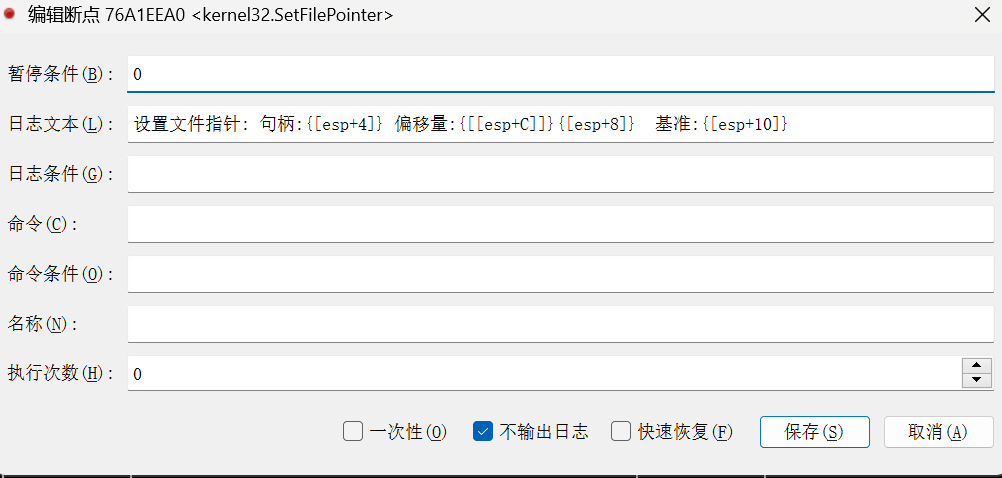 编辑断点 76A1EEA0 <kernel32.SetFilePointer>
暂停条件(B): 0
日志文本(L): 设置文件指针: 句柄:{[esp+4]} 偏移量:{[[esp+C]]}{[esp+8]}  基准:{[esp+10]}
日志条件(G):
命令(C):
命令条件(O):
名称(N):
执行次数(H): 0
一次性(O) 不输出日志 快速恢复(F) 保存(S) 取消(A)